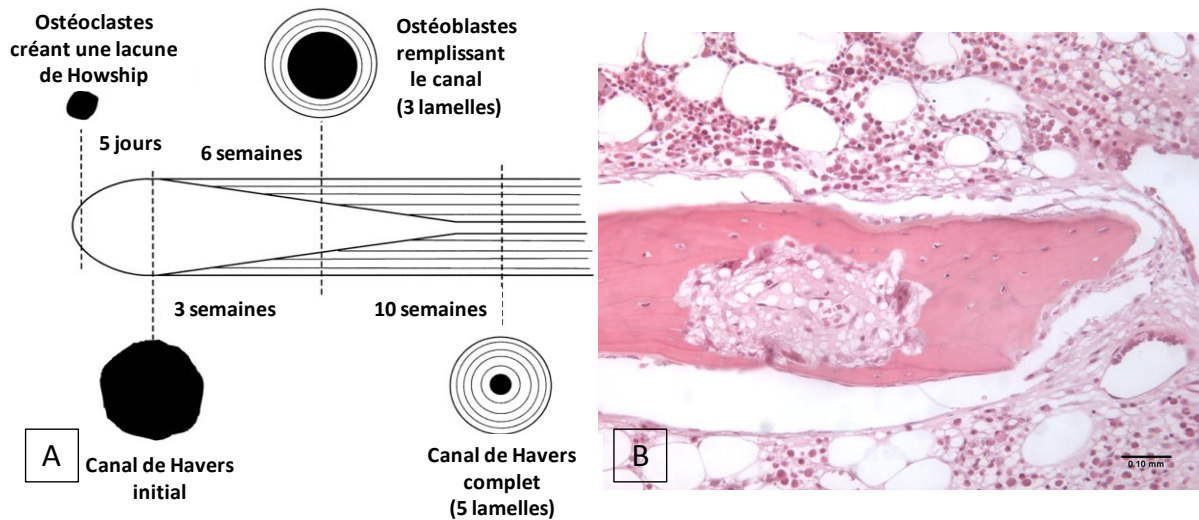 Ostéoclastes
créant une lacune
de Howship
Ostéoblastes
remplissant
le canal
(3 lamelles)
5 jours
6 semaines
3 semaines
10 semaines
A
Canal de Havers
initial
Canal de Havers
complet
(5 lamelles)
B
0.10 mm